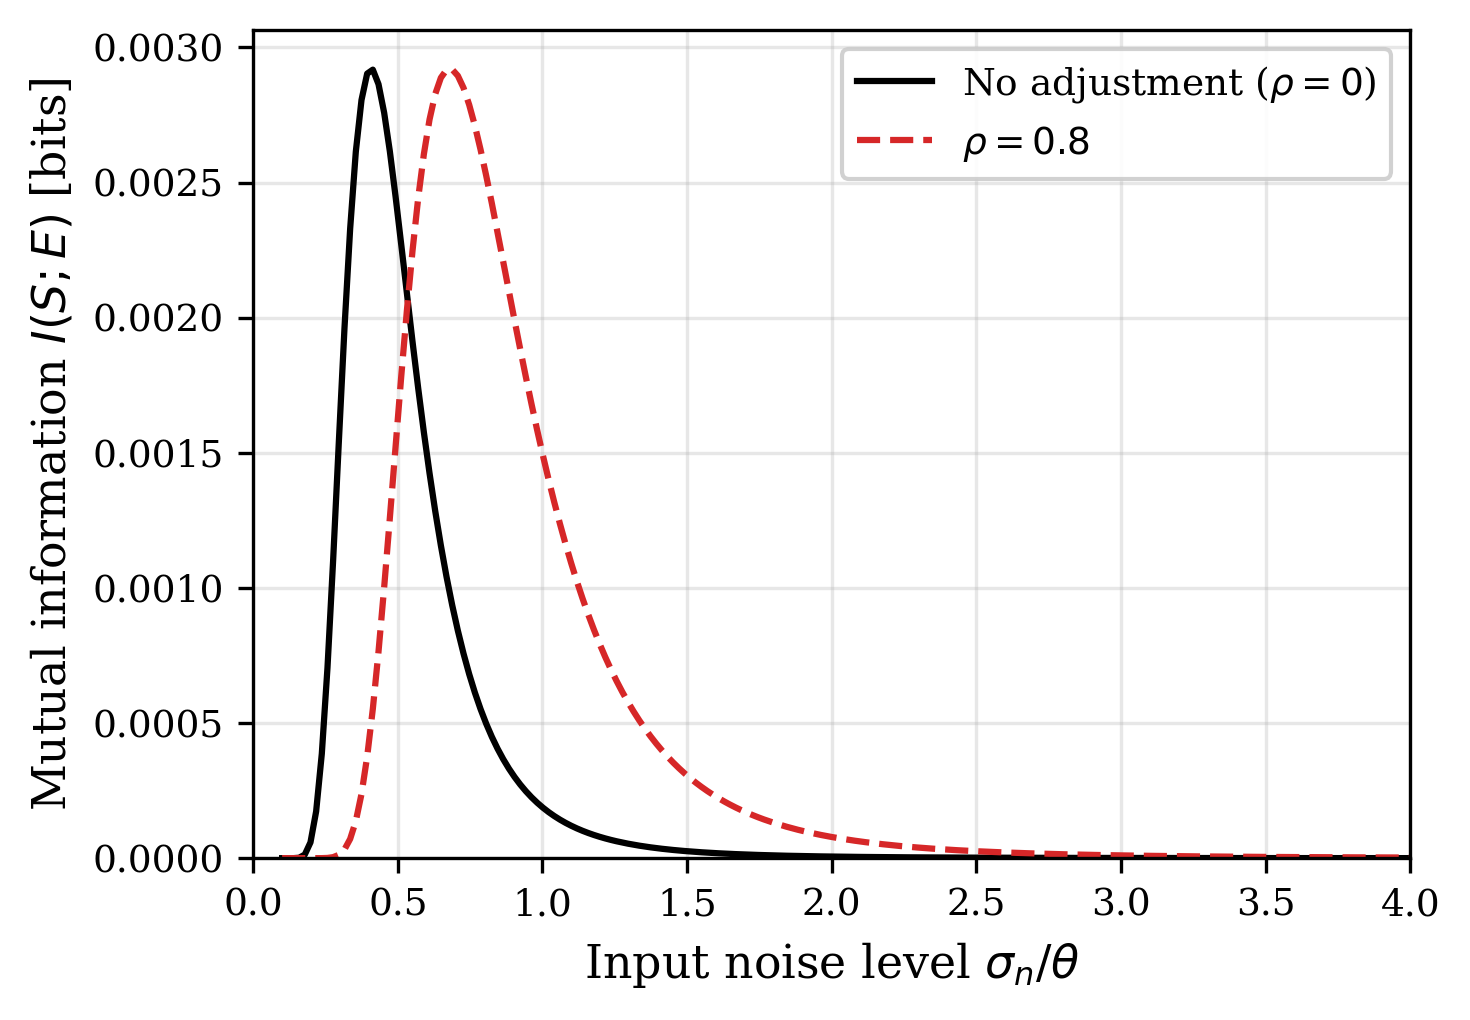 Mutual information I(S; E) [bits]
0.0030
0.0025
0.0020
0.0015
0.0010
0.0005
0.0000
No adjustment (ρ = 0)
ρ = 0.8
0.0 0.5 1.0 1.5 2.0 2.5 3.0 3.5 4.0
Input noise level σₙ/θ